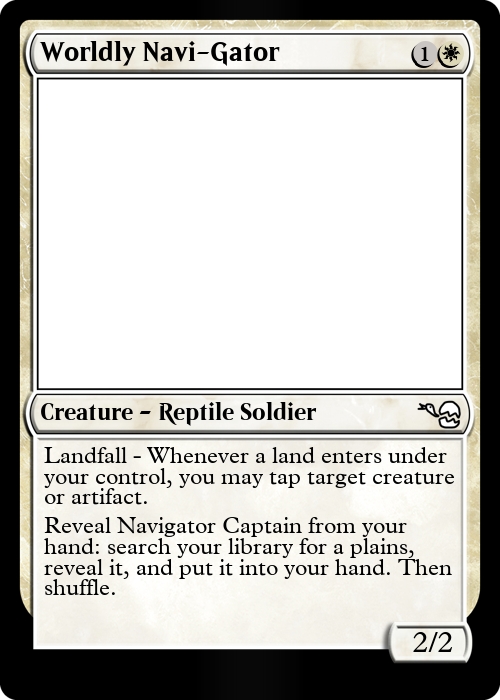 Worldly Navi-Gator 1
Creature - Reptile Soldier
Landfall - Whenever a land enters under
your control, you may tap target creature
or artifact.
Reveal Navigator Captain from your
hand: search your library for a plains,
reveal it, and put it into your hand. Then
shuffle.
2/2